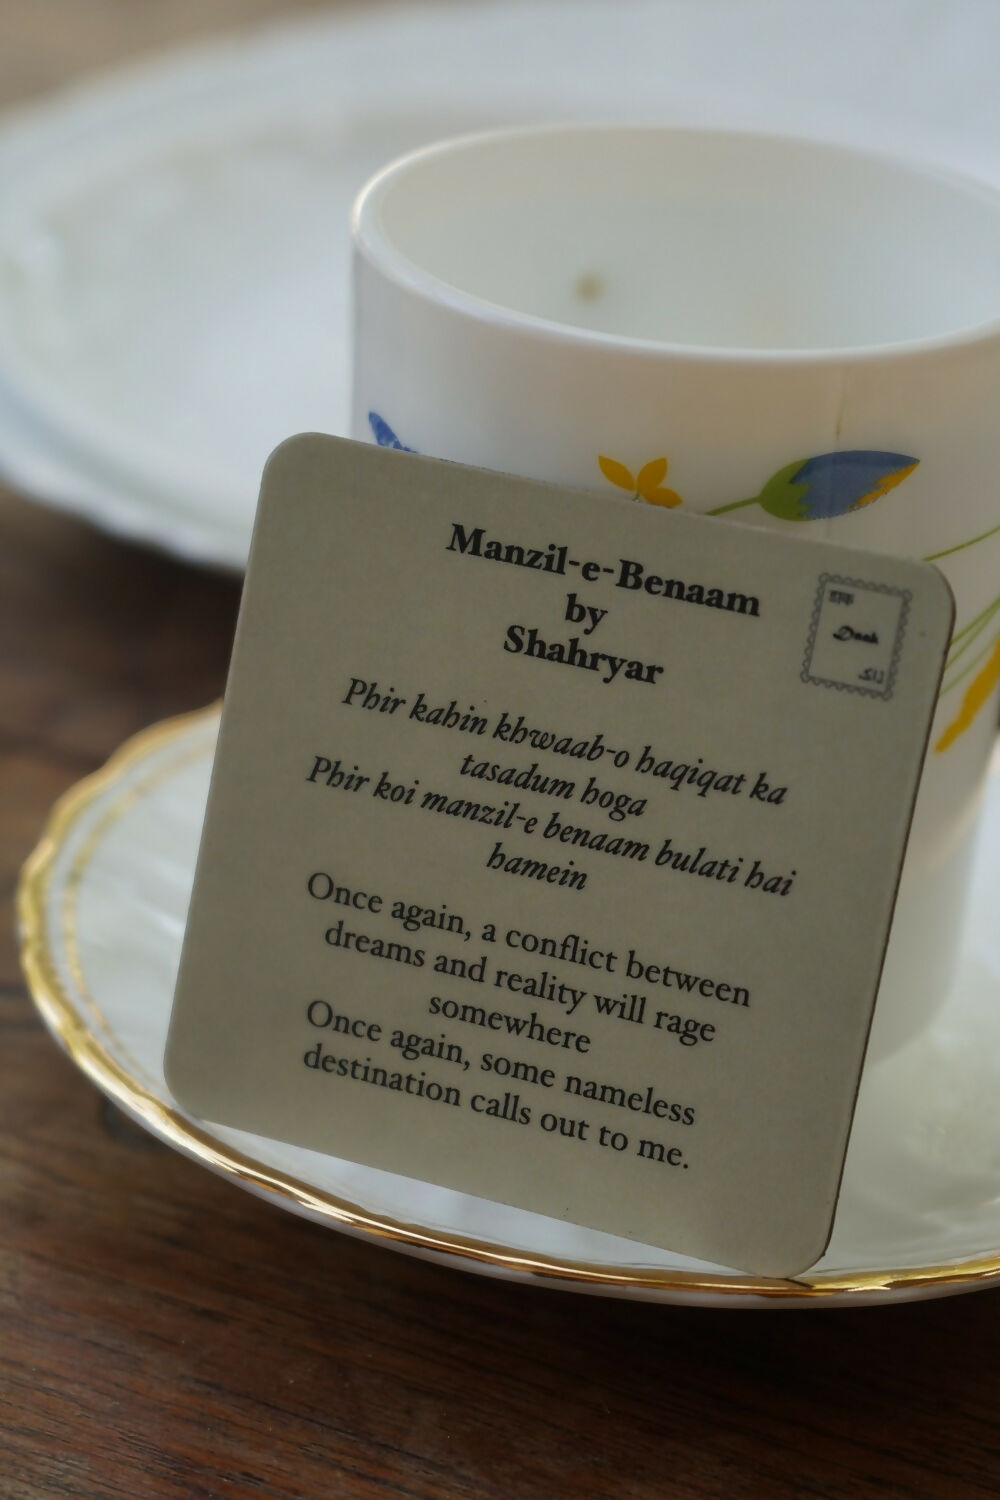 Manzil-e-Benaam
by
Shahryar
Phir kahin khwaab-o haqiqat ka
tasadum hoga
Phir koi manzil-e benaam bulati hai
hamein
Once again, a conflict between
dreams and reality will rage
somewhere
Once again, some nameless
destination calls out to me.
डाक
Daak